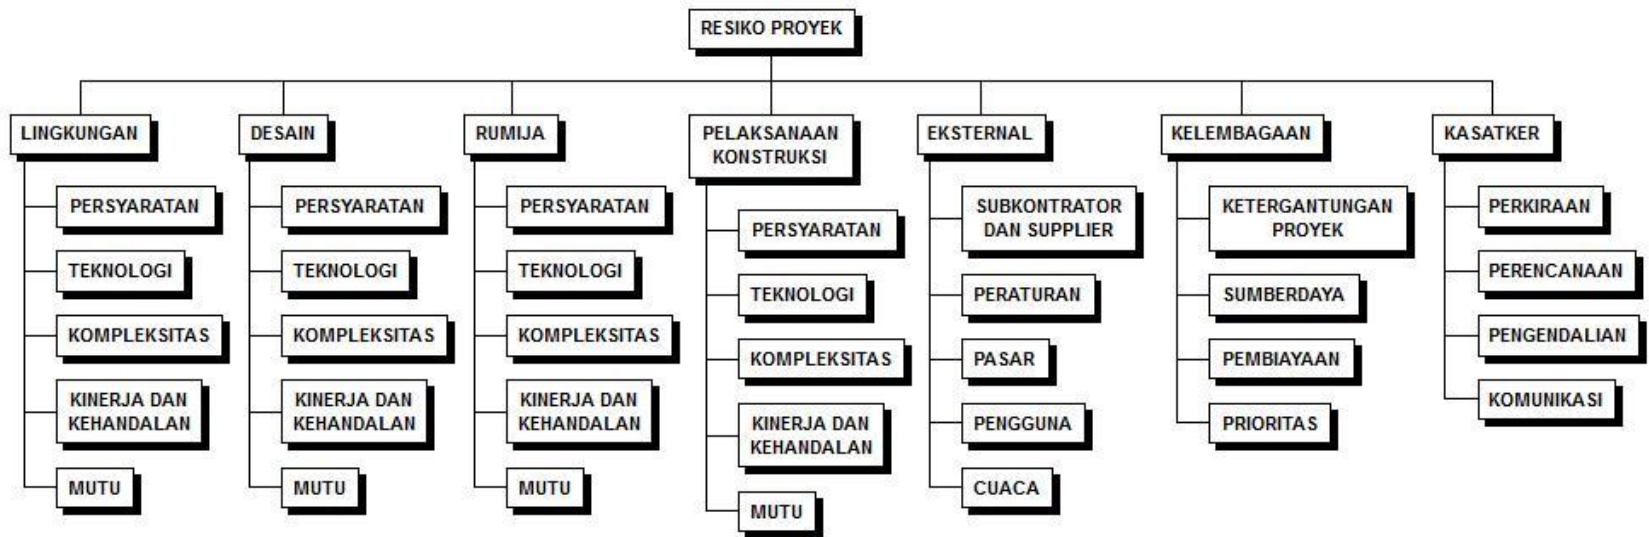 RESIKO PROYEK
LINGKUNGAN
PERSYARATAN
TEKNOLOGI
KOMPLEKSITAS
KINERJA DAN
KEHANDALAN
MUTU
DESAIN
PERSYARATAN
TEKNOLOGI
KOMPLEKSITAS
KINERJA DAN
KEHANDALAN
MUTU
RUMIJA
PERSYARATAN
TEKNOLOGI
KOMPLEKSITAS
KINERJA DAN
KEHANDALAN
MUTU
PELAKSANAAN
KONSTRUKSI
PERSYARATAN
TEKNOLOGI
KOMPLEKSITAS
KINERJA DAN
KEHANDALAN
MUTU
EKSTERNAL
SUBKONTRATOR
DAN SUPPLIER
PERATURAN
PASAR
PENGGUNA
CUACA
KELEMBAGAAN
KETERGANTUNGAN
PROYEK
SUMBERDAYA
PEMBIAYAAN
PRIORITAS
KASATKER
PERKIRAAN
PERENCANAAN
PENGENDALIAN
KOMUNIKASI